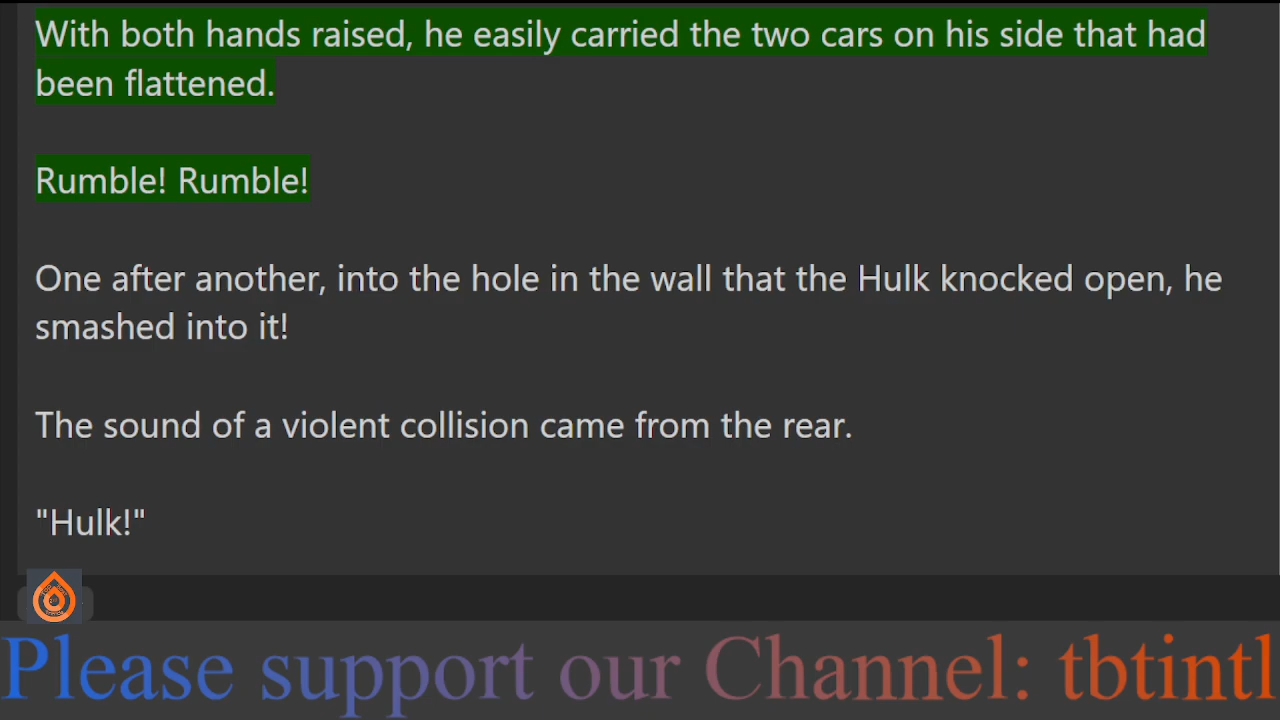 With both hands raised, he easily carried the two cars on his side that had
been flattened.
Rumble! Rumble!
One after another, into the hole in the wall that the Hulk knocked open, he
smashed into it!
The sound of a violent collision came from the rear.
"Hulk!"
Please support our Channel: tbtintl